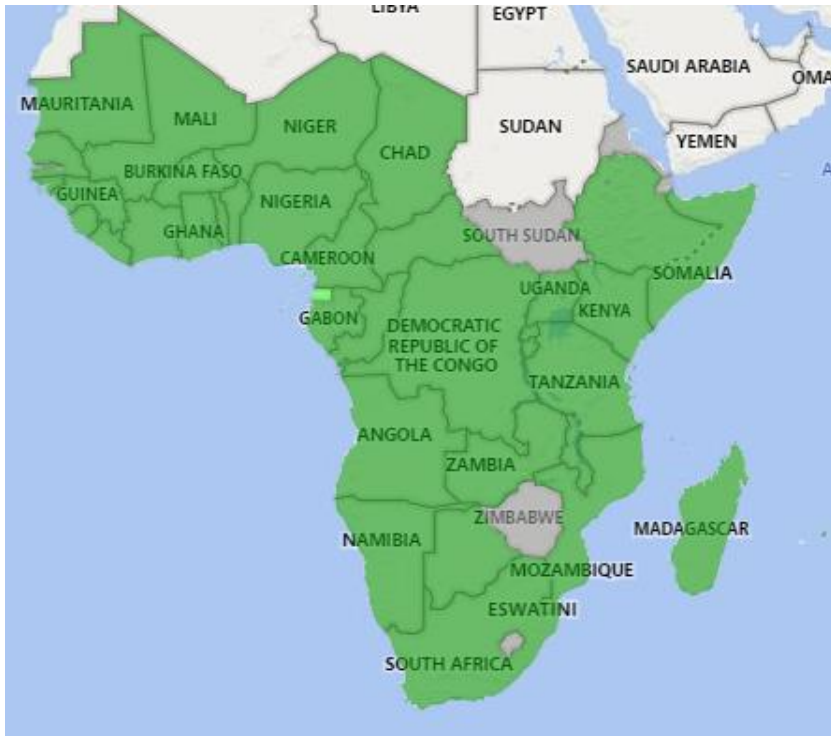 LIBYA
EGYPT
SAUDI ARABIA
OMA
MAURITANIA
MALI
NIGER
CHAD
SUDAN
YEMEN
A
GUINEA
BURKINA FASO
GHANA
NIGERIA
CAMEROON
SOUTH SUDAN
UGANDA
KENYA
SOMALIA
GABON
DEMOCRATIC
REPUBLIC OF
THE CONGO
TANZANIA
ANGOLA
ZAMBIA
ZIMBABWE
NAMIBIA
MADAGASCAR
MOZAMBIQUE
ESWATINI
SOUTH AFRICA